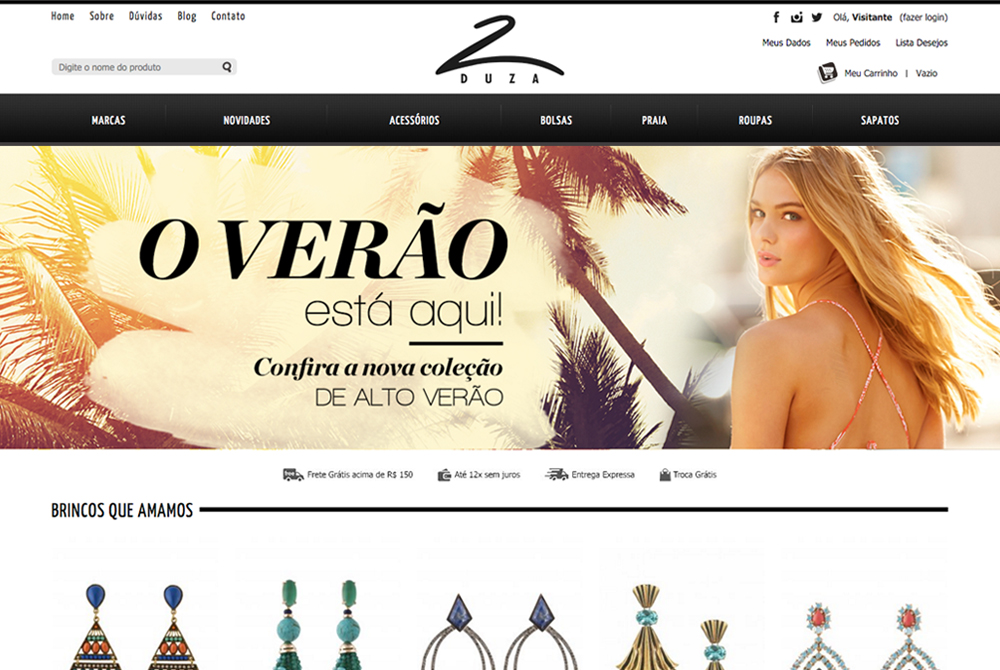 Home Sobre Dúvidas Blog Contato
Olá, Visitante (fazer login)
Meus Dados Meus Pedidos Lista Desejos
Digite o nome do produto
2
DUZA
Meu Carrinho | Vazio
MARCAS NOVIDADES ACESSÓRIOS BOLSAS PRAIA ROUPAS SAPATOS
O VERÃO
está aqui!
Confira a nova coleção
DE ALTO VERÃO
Frete Grátis acima de R$ 150 Até 12x sem juros Entrega Expressa Troca Grátis
BRINCOS QUE AMAMOS